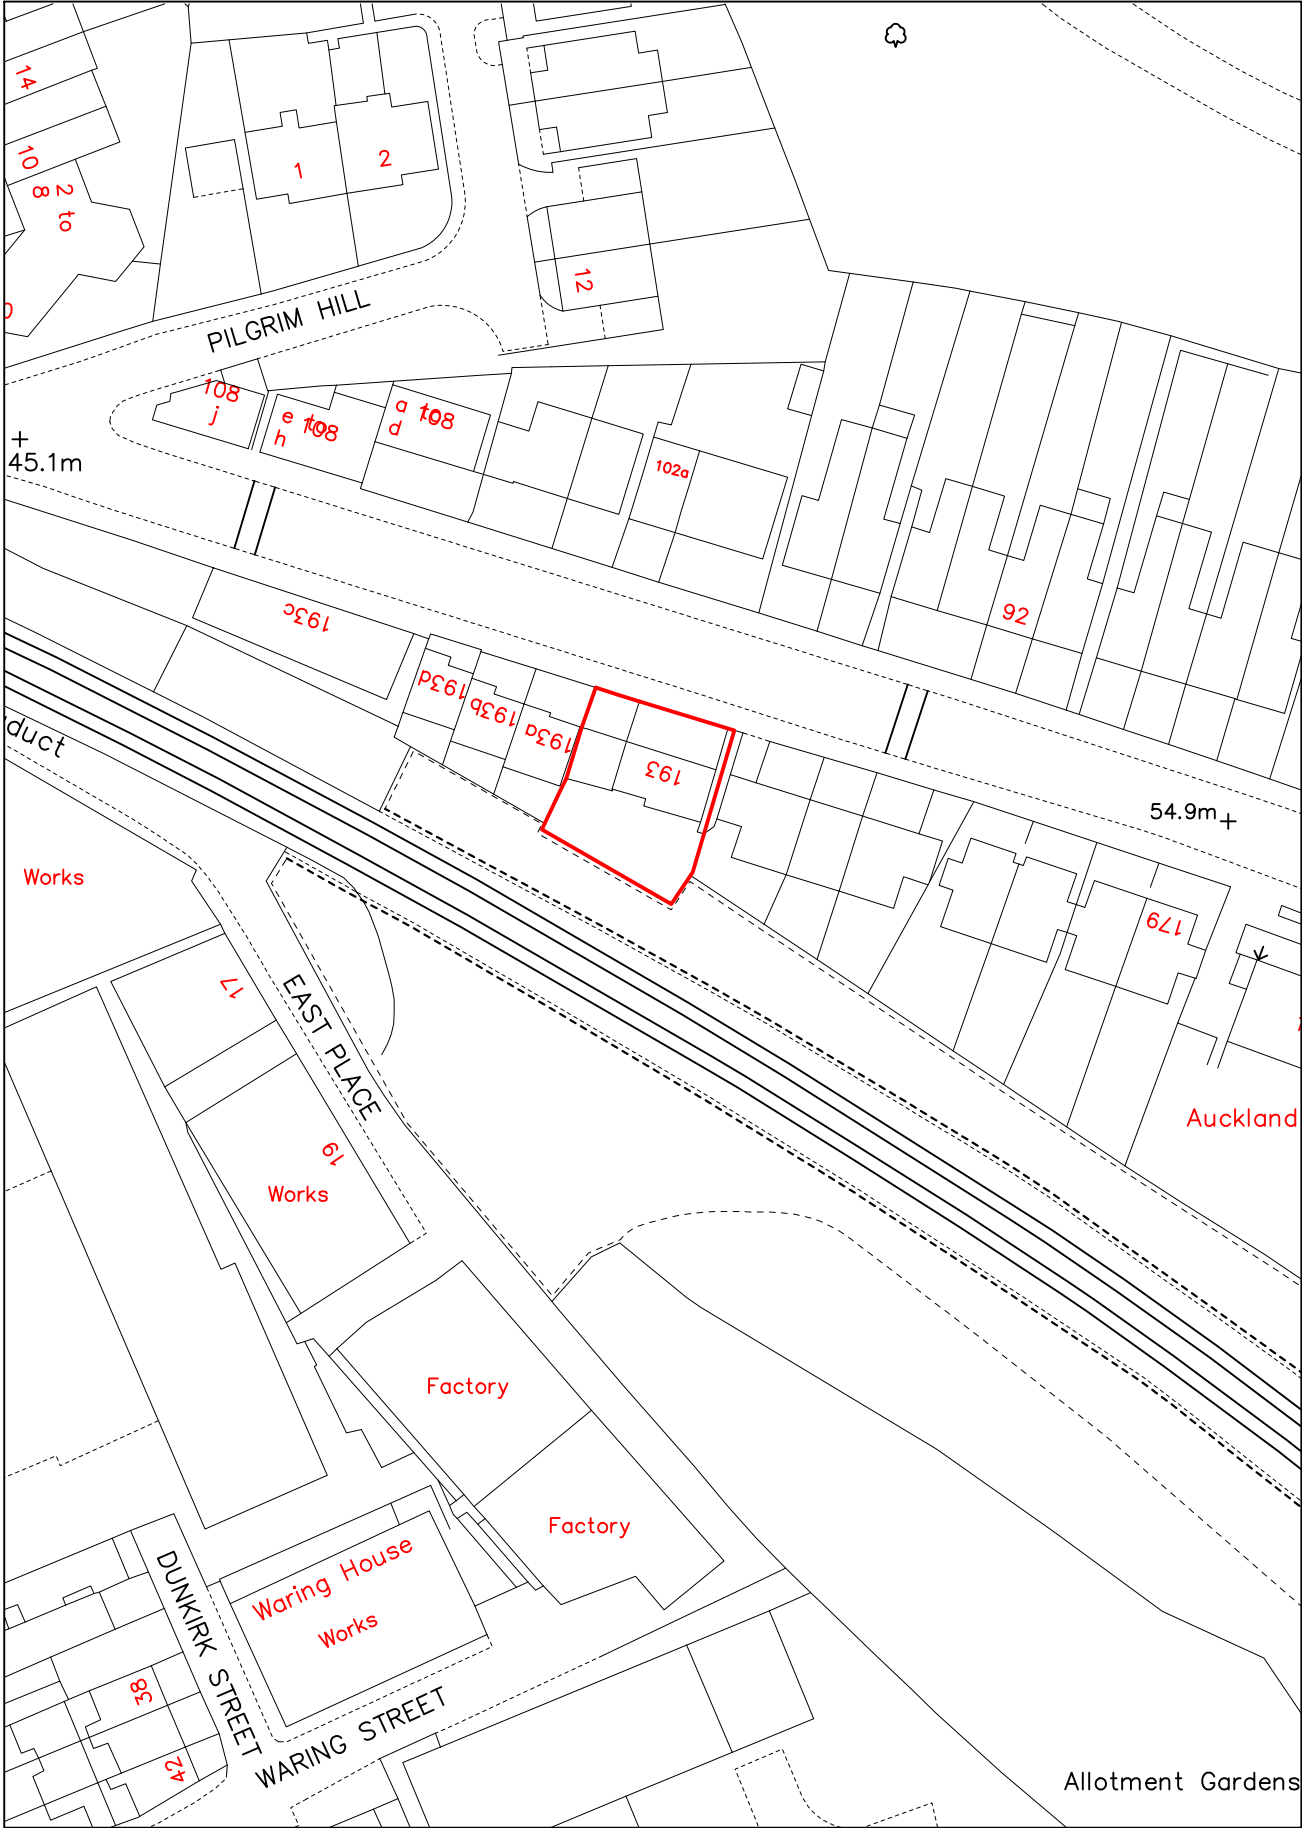 14
10
8
2 to
1
2
12
PILGRIM HILL
108
j
e to
h
108
a to
d
108
102a
45.1m
92
193c
193d
193b
193a
193
54.9m
179
duct
Works
17
EAST PLACE
19
Works
Auckland
Factory
Factory
Waring House
Works
DUNKIRK STREET
38
42
WARING STREET
Allotment Gardens